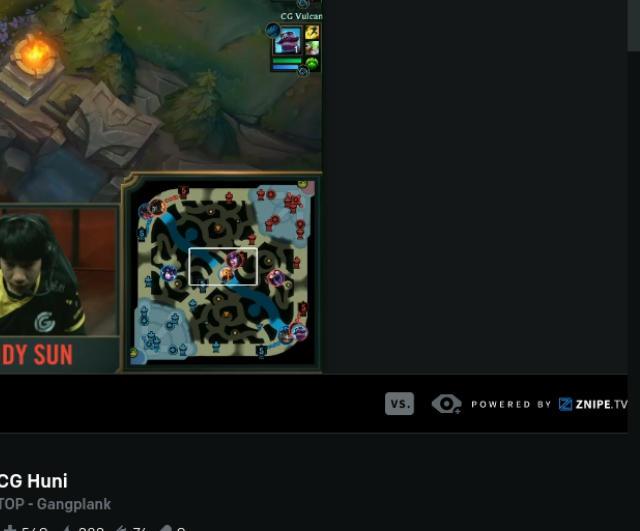 CG Vulcan
DY SUN
VS.
POWERED BY ZNIPE.TV
CG Huni
TOP - Gangplank